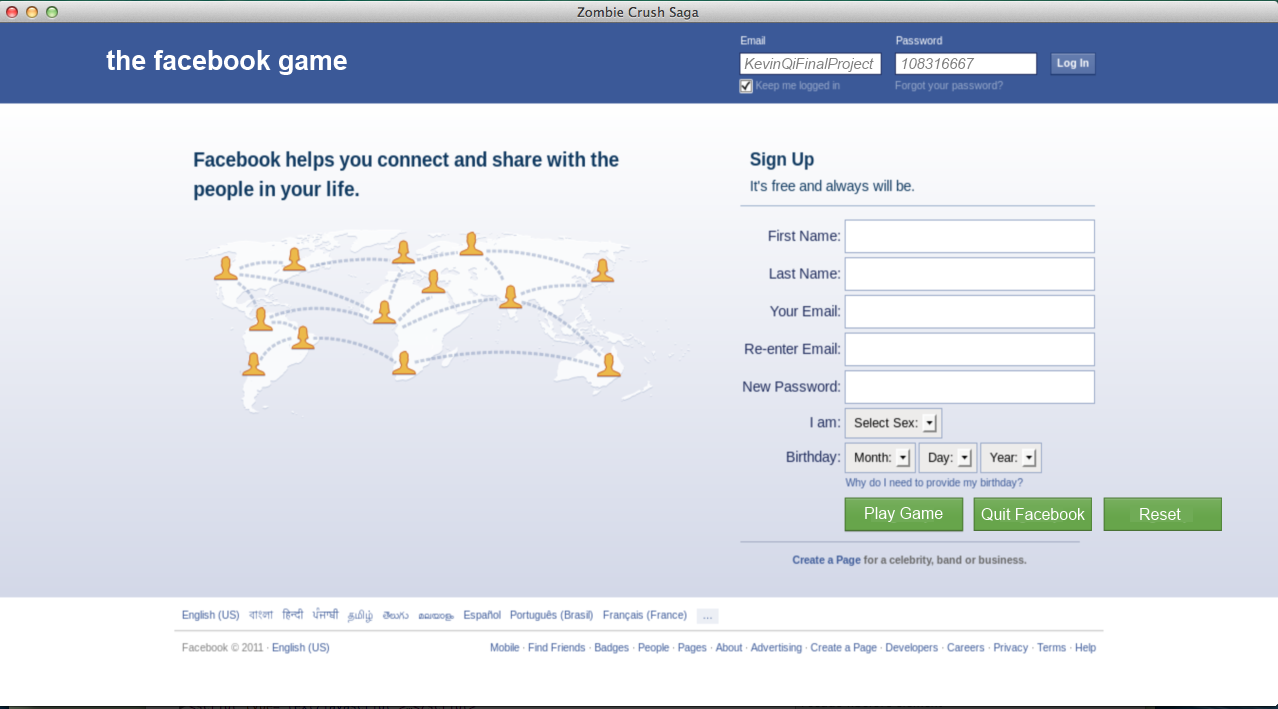 Zombie Crush Saga
the facebook game
Email Password
KevinQiFinalProject 108316667 Log In
Keep me logged in Forgot your password?
Facebook helps you connect and share with the
people in your life.
Sign Up
It's free and always will be.
First Name:
Last Name:
Your Email:
Re-enter Email:
New Password:
I am: Select Sex:
Birthday: Month: Day: Year:
Why do I need to provide my birthday?
Play Game Quit Facebook Reset
Create a Page for a celebrity, band or business.
English (US) বাংলা हिन्दी ਪੰਜਾਬੀ தமிழ் తెలుగు മലയാളം Español Português (Brasil) Français (France) ...
Facebook © 2011 · English (US) Mobile · Find Friends · Badges · People · Pages · About · Advertising · Create a Page · Developers · Careers · Privacy · Terms · Help